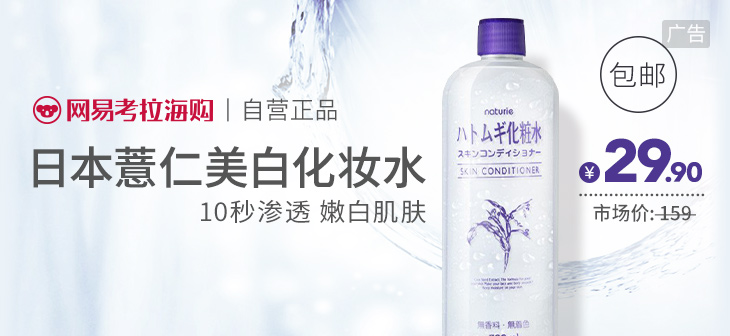 广告
网易考拉海购 | 自营正品
日本薏仁美白化妆水
10秒渗透 嫩白肌肤
包邮
¥29.90
市场价: 159
naturie
ハトムギ化粧水
スキンコンディショナー
SKIN CONDITIONER
無香料・無着色